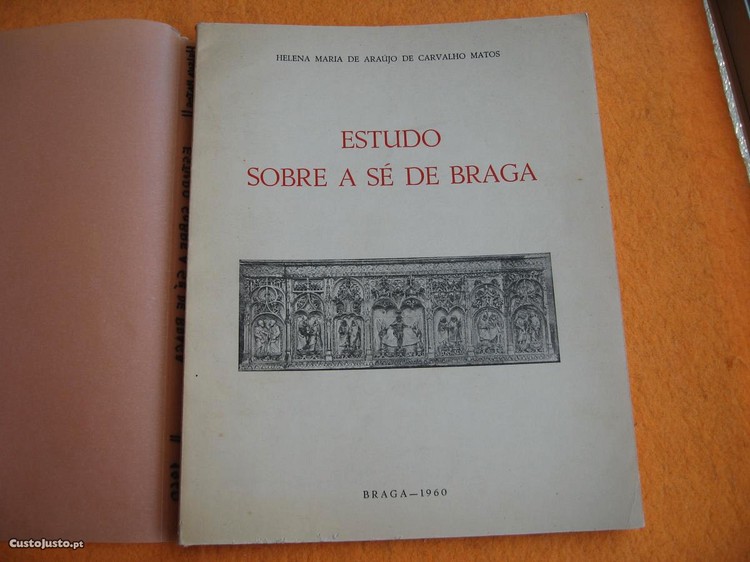 HELENA MARIA DE ARAÚJO DE CARVALHO MATOS
ESTUDO
SOBRE A SÉ DE BRAGA
BRAGA—1960
CustoJusto.pt